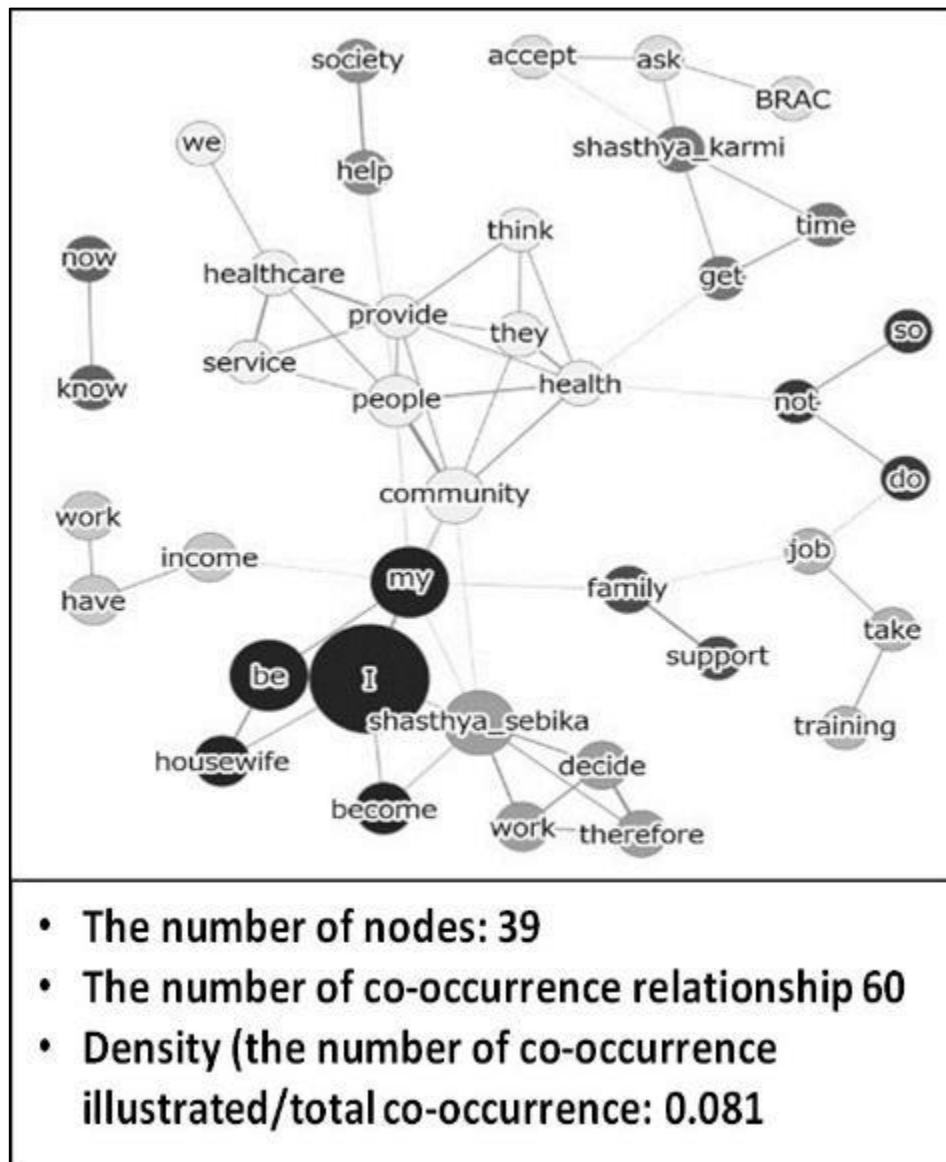 society
accept
ask
BRAC
we
shasthya_karmi
help
think
time
now
healthcare
get
provide
they
so
service
health
know
people
not
do
community
work
job
income
my
have
family
take
be
I
support
shasthya_sebika
training
housewife
decide
become
work
therefore
• The number of nodes: 39
• The number of co-occurrence relationship 60
• Density (the number of co-occurrence
illustrated/total co-occurrence: 0.081